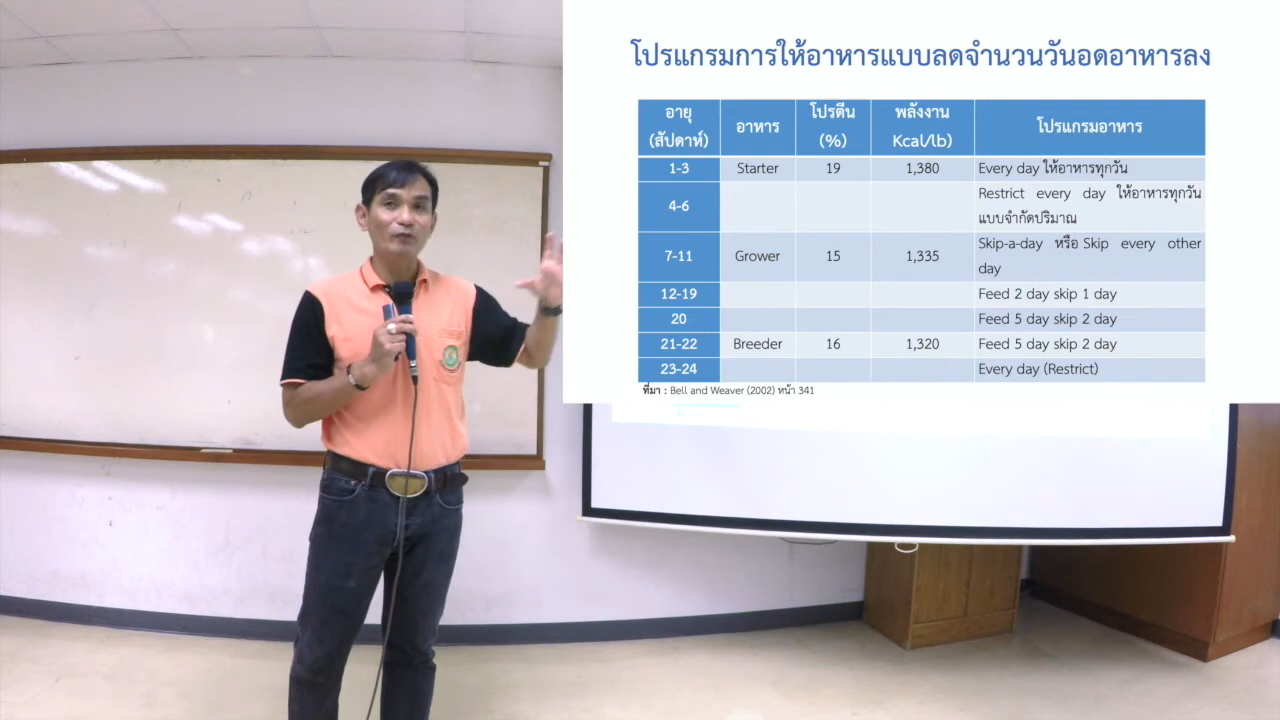 โปรแกรมการให้อาหารแบบลดจำนวนวันอดอาหารลง
อายุ (สัปดาห์) อาหาร โปรตีน (%) พลังงาน Kcal/lb) โปรแกรมอาหาร
1-3 Starter 19 1,380 Every day ให้อาหารทุกวัน
4-6 Restrict every day ให้อาหารทุกวัน
แบบจำกัดปริมาณ
7-11 Grower 15 1,335 Skip-a-day หรือ Skip every other
day
12-19 Feed 2 day skip 1 day
20 Feed 5 day skip 2 day
21-22 Breeder 16 1,320 Feed 5 day skip 2 day
23-24 Every day (Restrict)
ที่มา : Bell and Weaver (2002) หน้า 341